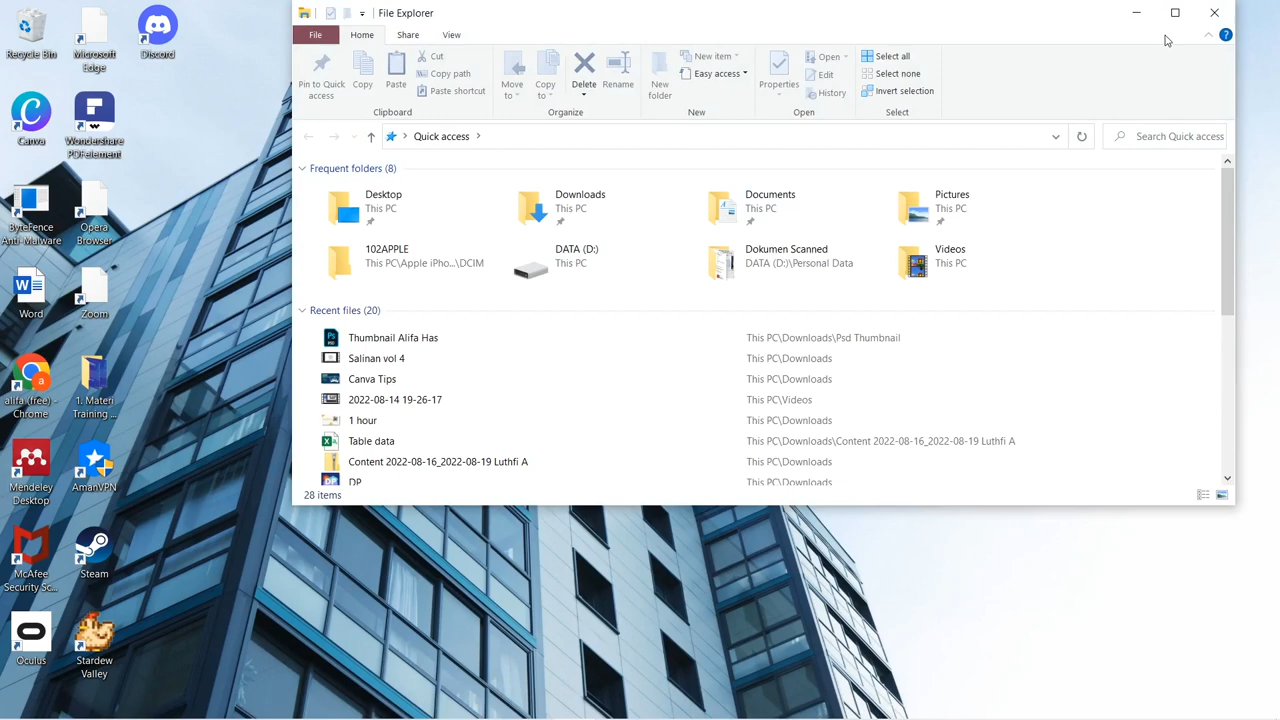 File Explorer
File Home Share View
Pin to Quick access
Copy
Paste
Cut
Copy path
Paste shortcut
Clipboard
Move to
Copy to
Delete
Rename
Organize
New folder
New item
Easy access
New
Properties
Open
Edit
History
Open
Select all
Select none
Invert selection
Select
Quick access
Search Quick access
Frequent folders (8)
Desktop
This PC
Downloads
This PC
Documents
This PC
Pictures
This PC
102APPLE
This PC\Apple iPho...\DCIM
DATA (D:)
This PC
Dokumen Scanned
DATA (D:)\Personal Data
Videos
This PC
Recent files (20)
Thumbnail Alifa Has This PC\Downloads\Psd Thumbnail
Salinan vol 4 This PC\Downloads
Canva Tips This PC\Downloads
2022-08-14 19-26-17 This PC\Videos
1 hour This PC\Downloads
Table data This PC\Downloads\Content 2022-08-16_2022-08-19 Luthfi A
Content 2022-08-16_2022-08-19 Luthfi A This PC\Downloads
DP This PC\Downloads
28 items
Recycle Bin
Microsoft Edge
Discord
Canva
Wondershare PDFelement
ByteFence Anti-Malware
Opera Browser
Word
Zoom
alifa (free) - Chrome
1. Materi Training ...
Mendeley Desktop
AmanVPN
McAfee Security Sc...
Steam
Oculus
Stardew Valley